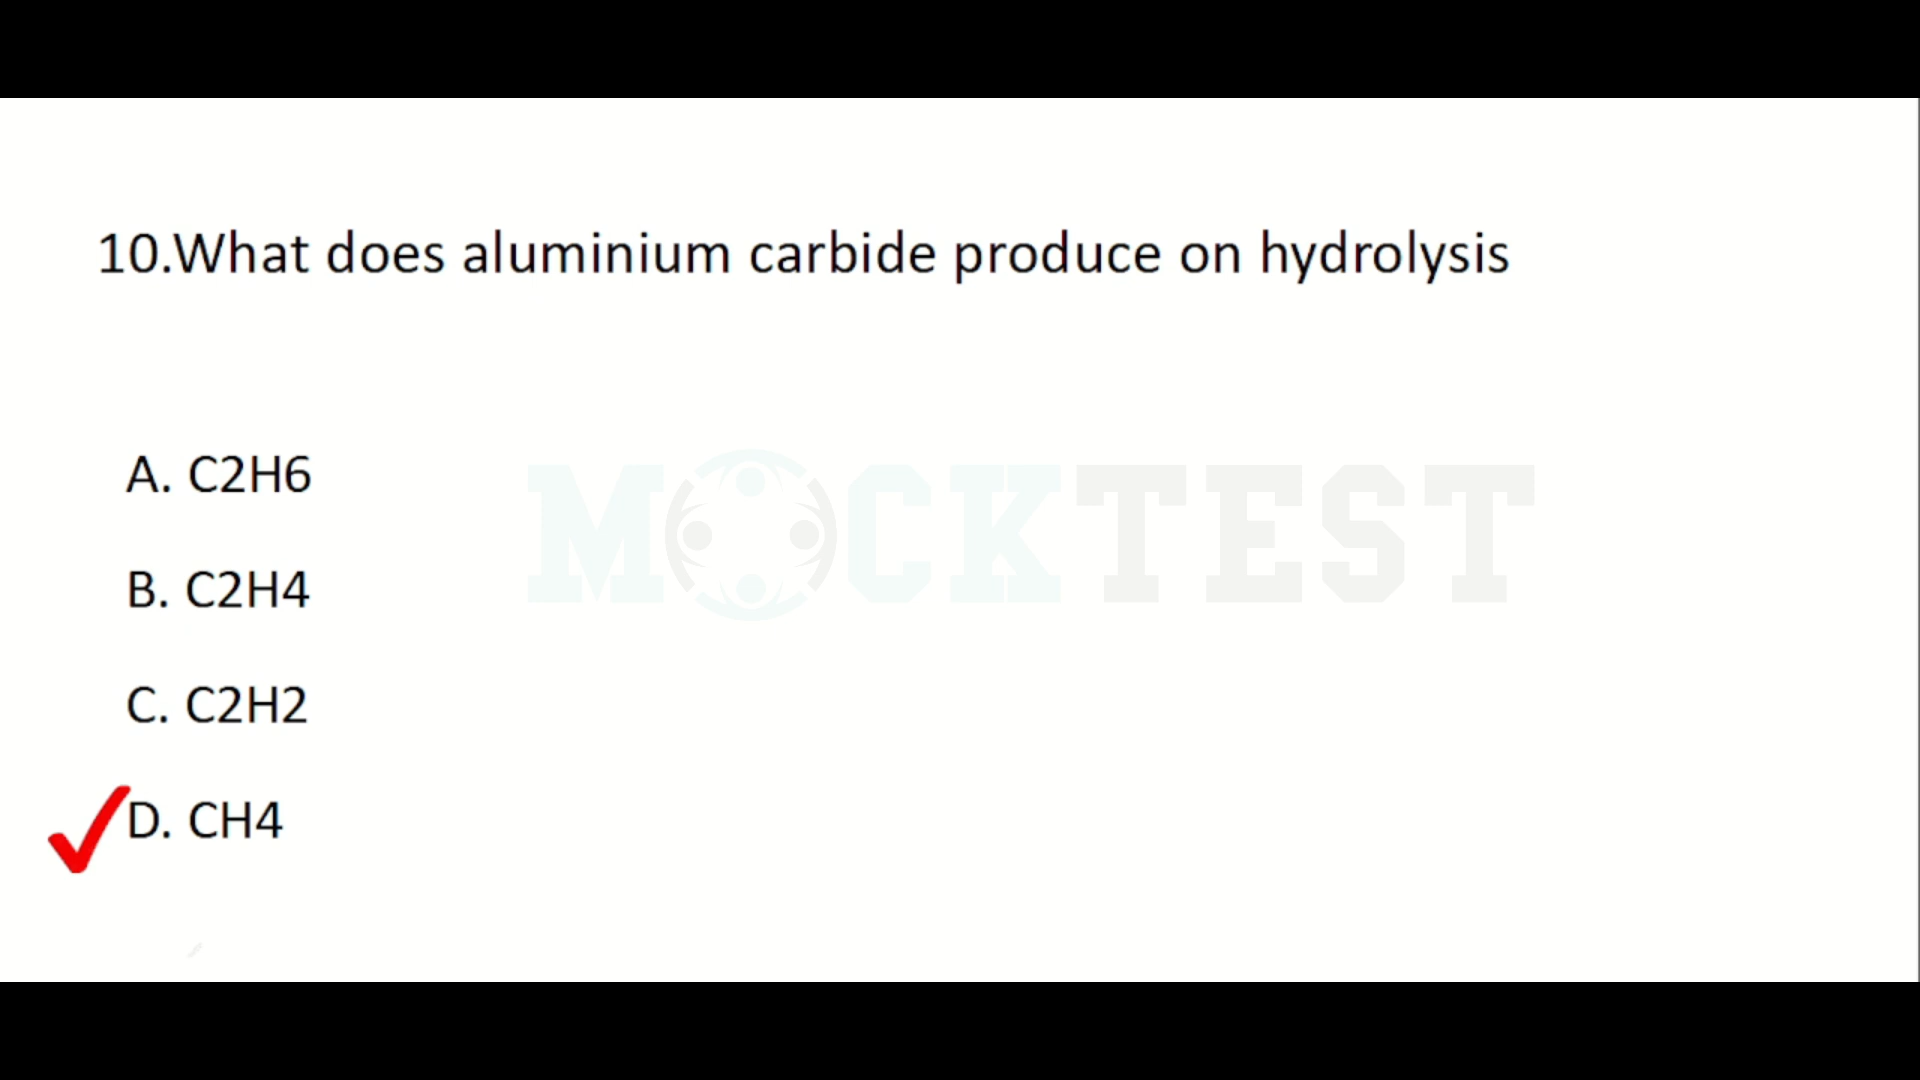 10.What does aluminium carbide produce on hydrolysis
MOCKTEST
A. C2H6
B. C2H4
C. C2H2
D. CH4